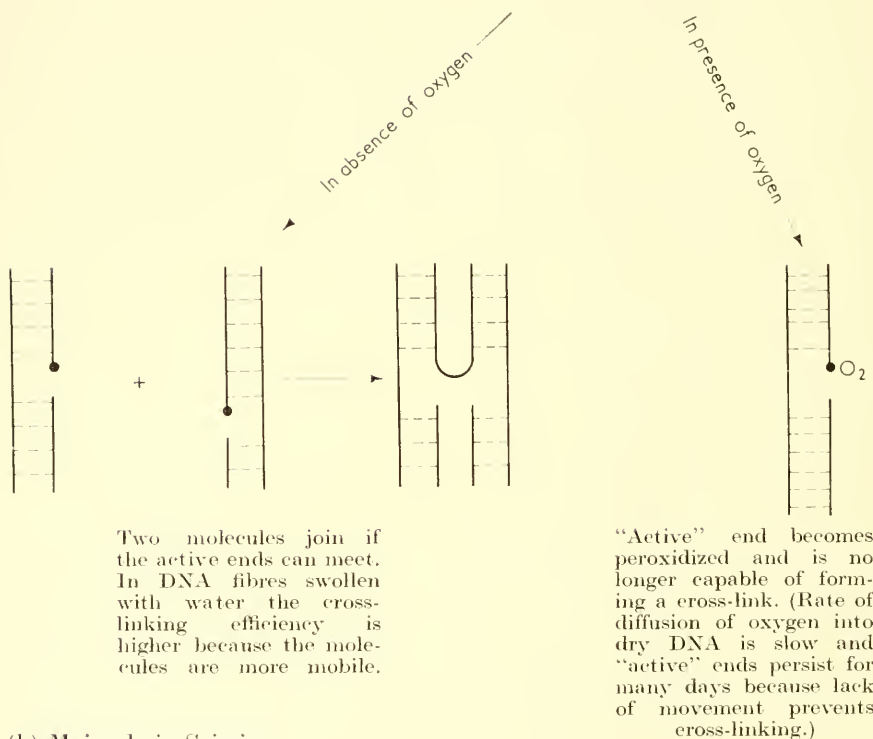 In absence of oxygen
In presence of oxygen
+
O₂
Two molecules join if
the active ends can meet.
In DNA fibres swollen
with water the cross-
linking efficiency is
higher because the mole-
cules are more mobile.
"Active" end becomes
peroxidized and is no
longer capable of form-
ing a cross-link. (Rate of
diffusion of oxygen into
dry DNA is slow and
"active" ends persist for
many days because lack
of movement prevents
cross-linking.)